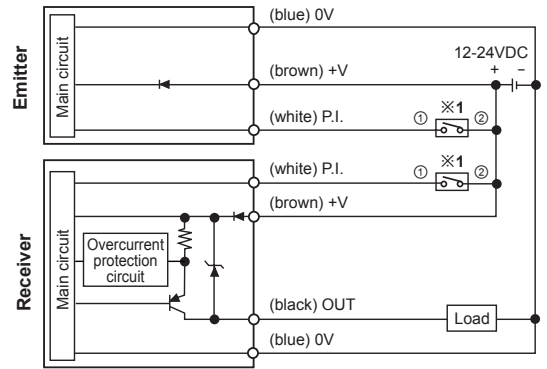 Emitter
Main circuit
(blue) 0V
(brown) +V
12-24VDC
+ −
(white) P.I.
① ※1 ②
Receiver
Main circuit
(white) P.I.
① ※1 ②
(brown) +V
Overcurrent
protection
circuit
(black) OUT
Load
(blue) 0V